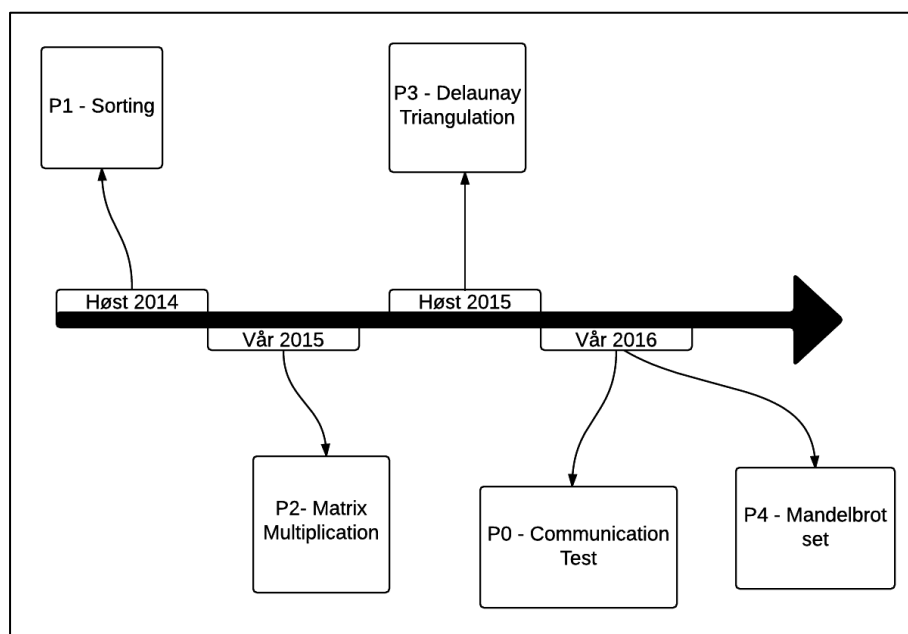 P1 - Sorting
P3 - Delaunay
Triangulation
Høst 2014
Høst 2015
Vår 2015
Vår 2016
P2- Matrix
Multiplication
P0 - Communication
Test
P4 - Mandelbrot
set